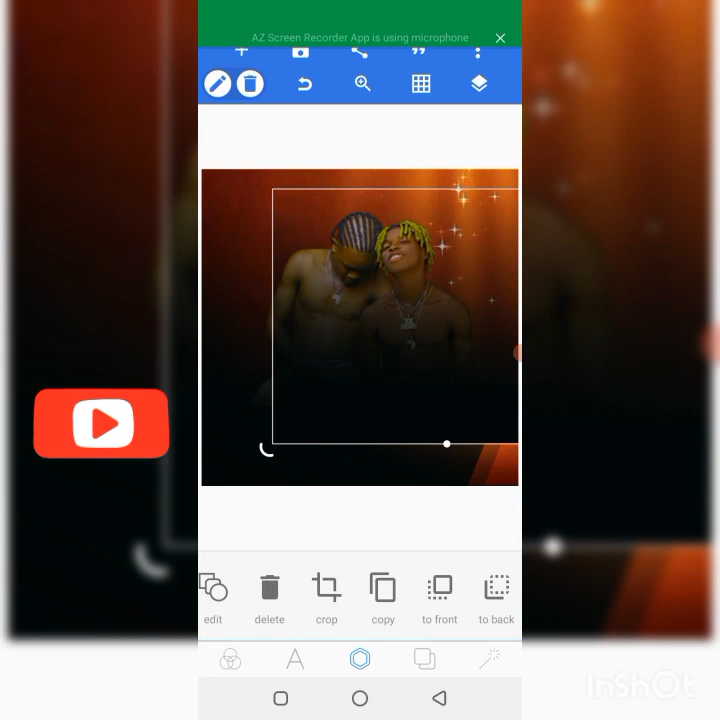 AZ Screen Recorder App is using microphone
edit
delete
crop
copy
to front
to back
InShOt